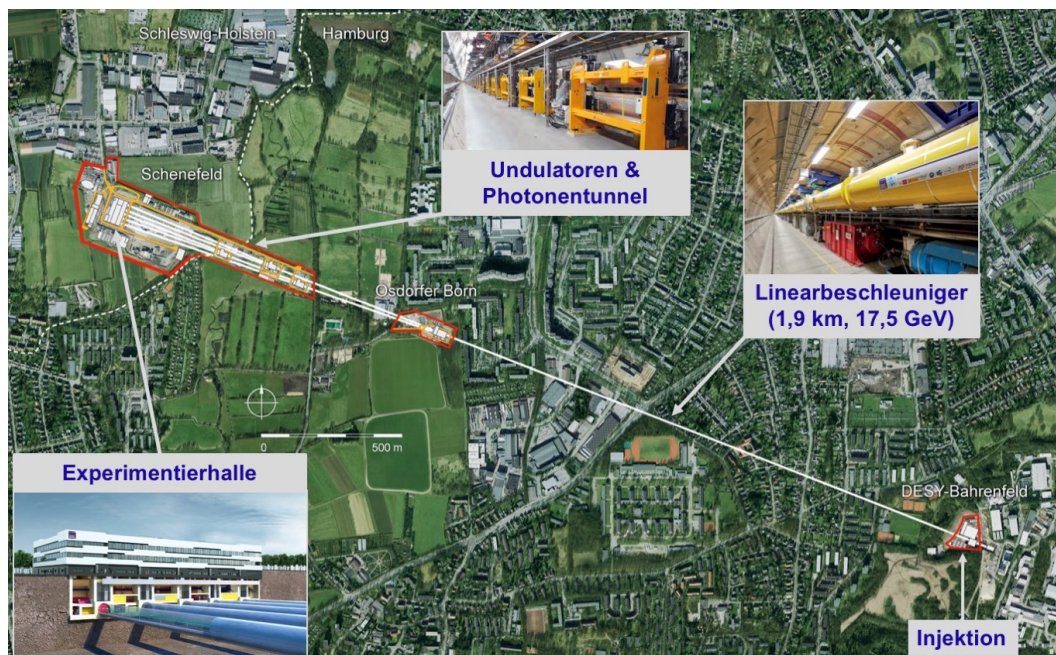 Schleswig-Holstein
Hamburg
Undulatoren &
Photonentunnel
Schenefeld
Linearbeschleuniger
(1,9 km, 17,5 GeV)
Osdorfer Born
0
500 m
Experimentierhalle
DESY-Bahrenfeld
Injektion